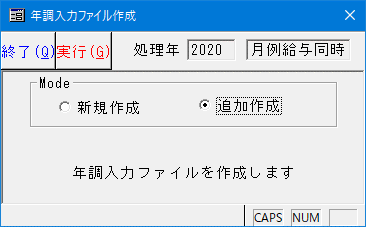 年調入力ファイル作成
終了(Q) 実行(G) 処理年 2020 月例給与同時
Mode
新規作成 追加作成
年調入力ファイルを作成します
CAPS NUM